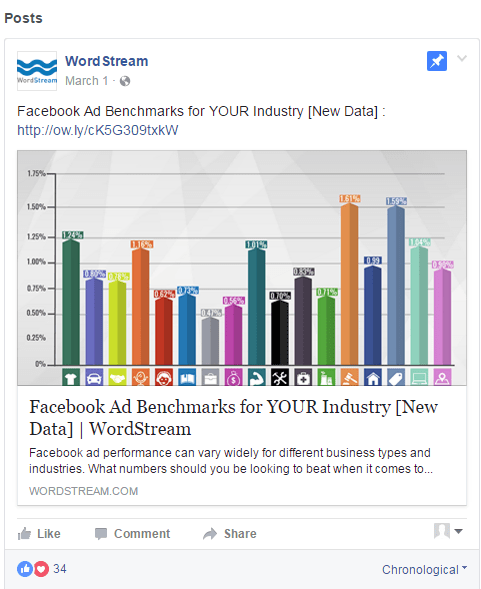 Posts
WordStream
WordStream
March 1 ·
Facebook Ad Benchmarks for YOUR Industry [New Data] :
http://ow.ly/cK5G309txkW
1.75%
1.50%
1.25%
1.00%
0.75%
0.50%
0.25%
0%
1.24%
0.80%
0.78%
1.16%
0.62%
0.73%
0.47%
0.56%
1.01%
0.70%
0.83%
0.71%
1.61%
0.99
1.59%
1.04%
0.90%
Facebook Ad Benchmarks for YOUR Industry [New
Data] | WordStream
Facebook ad performance can vary widely for different business types and
industries. What numbers should you be looking to beat when it comes to...
WORDSTREAM.COM
Like Comment Share
34 Chronological